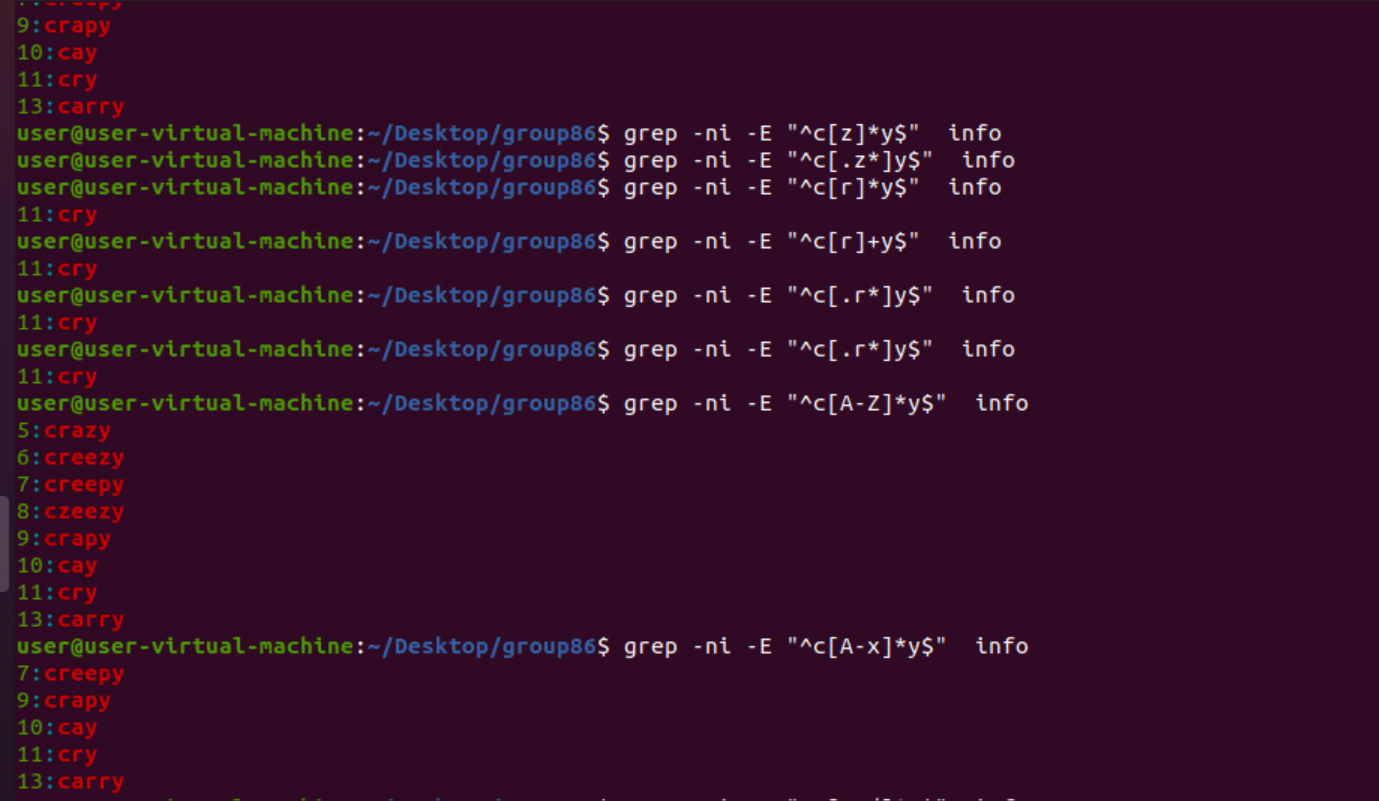 9:crapy
10:cay
11:cry
13:carry
user@user-virtual-machine:~/Desktop/group86$ grep -ni -E "^c[z]*y$"  info
user@user-virtual-machine:~/Desktop/group86$ grep -ni -E "^c[.z*]y$"  info
user@user-virtual-machine:~/Desktop/group86$ grep -ni -E "^c[r]*y$"  info
11:cry
user@user-virtual-machine:~/Desktop/group86$ grep -ni -E "^c[r]+y$"  info
11:cry
user@user-virtual-machine:~/Desktop/group86$ grep -ni -E "^c[.r*]y$"  info
11:cry
user@user-virtual-machine:~/Desktop/group86$ grep -ni -E "^c[.r*]y$"  info
11:cry
user@user-virtual-machine:~/Desktop/group86$ grep -ni -E "^c[A-Z]*y$"  info
5:crazy
6:creezy
7:creepy
8:czeezy
9:crapy
10:cay
11:cry
13:carry
user@user-virtual-machine:~/Desktop/group86$ grep -ni -E "^c[A-x]*y$"  info
7:creepy
9:crapy
10:cay
11:cry
13:carry